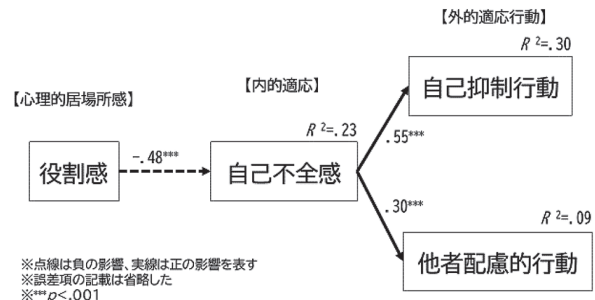 【外的適応行動】
R²=.30
自己抑制行動
【内的適応】
【心理的居場所感】
R²=.23
.55***
-.48***
役割感
自己不全感
.30***
R²=.09
他者配慮的行動
※点線は負の影響、実線は正の影響を表す
※誤差項の記載は省略した
※***p<.001